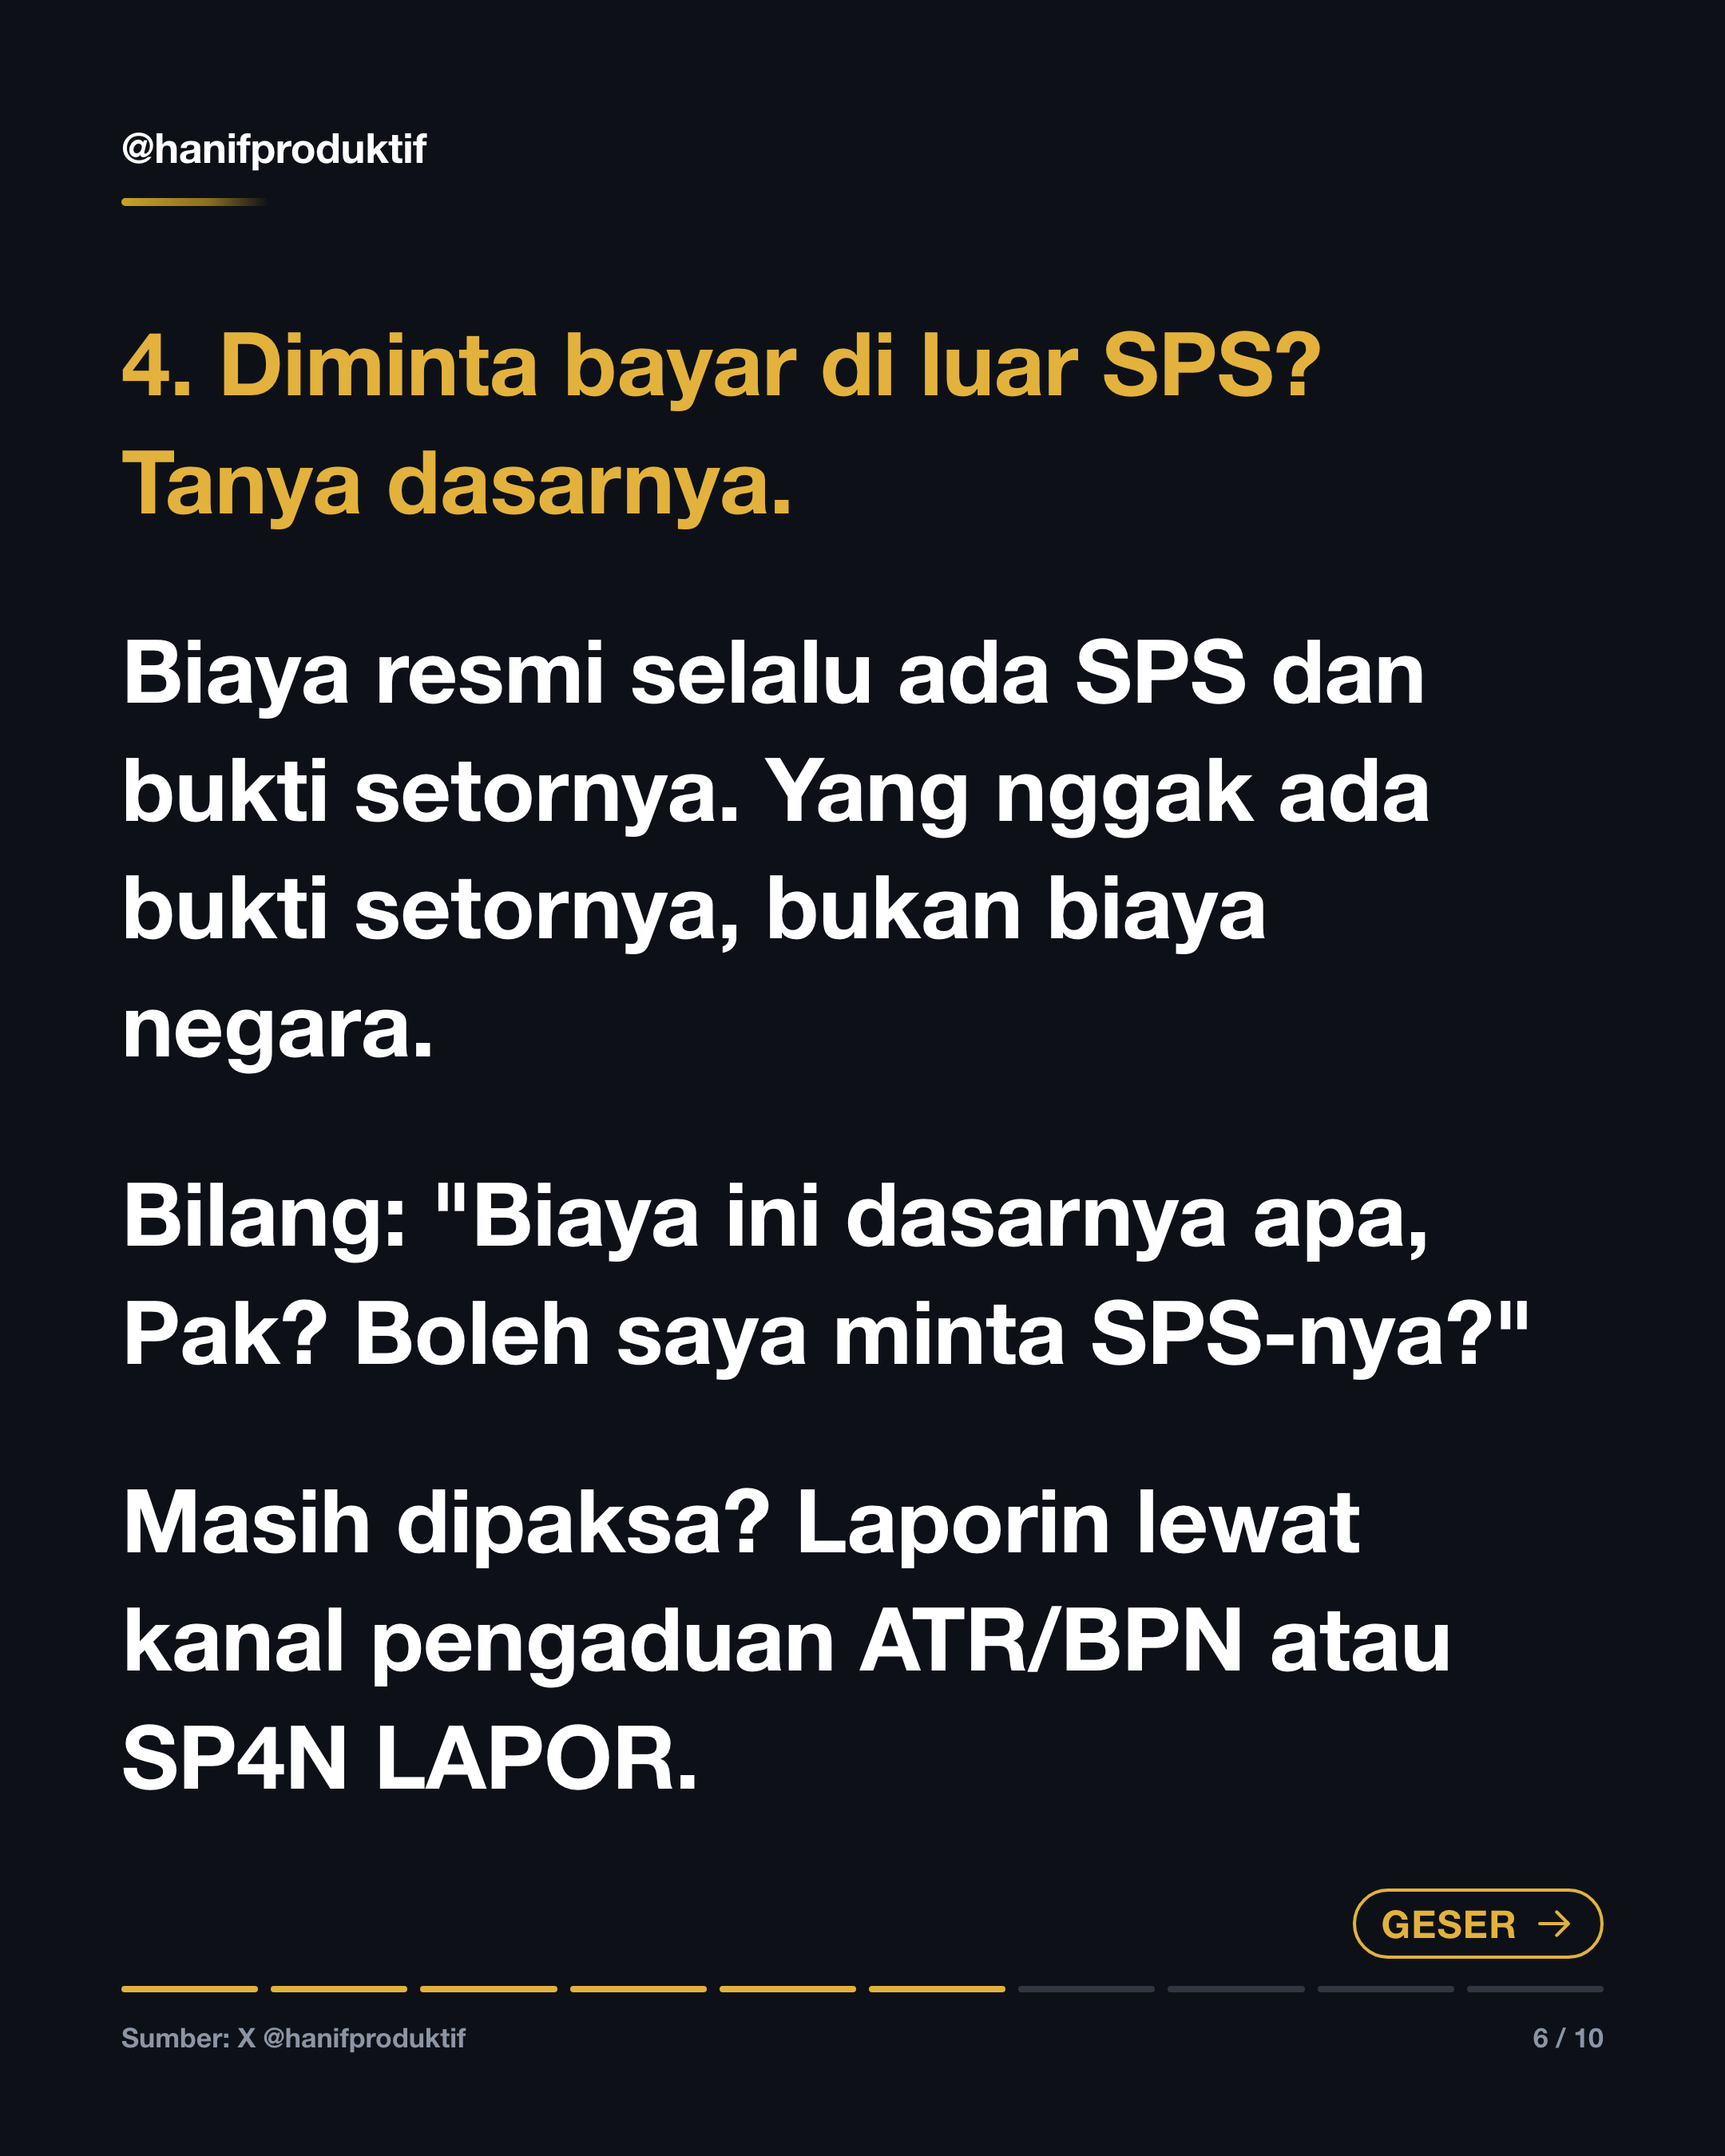 @hanifproduktif
4. Diminta bayar di luar SPS?
Tanya dasarnya.
Biaya resmi selalu ada SPS dan
bukti setornya. Yang nggak ada
bukti setornya, bukan biaya
negara.
Bilang: "Biaya ini dasarnya apa,
Pak? Boleh saya minta SPS-nya?"
Masih dipaksa? Laporin lewat
kanal pengaduan ATR/BPN atau
SP4N LAPOR.
GESER →
Sumber: X @hanifproduktif
6 / 10